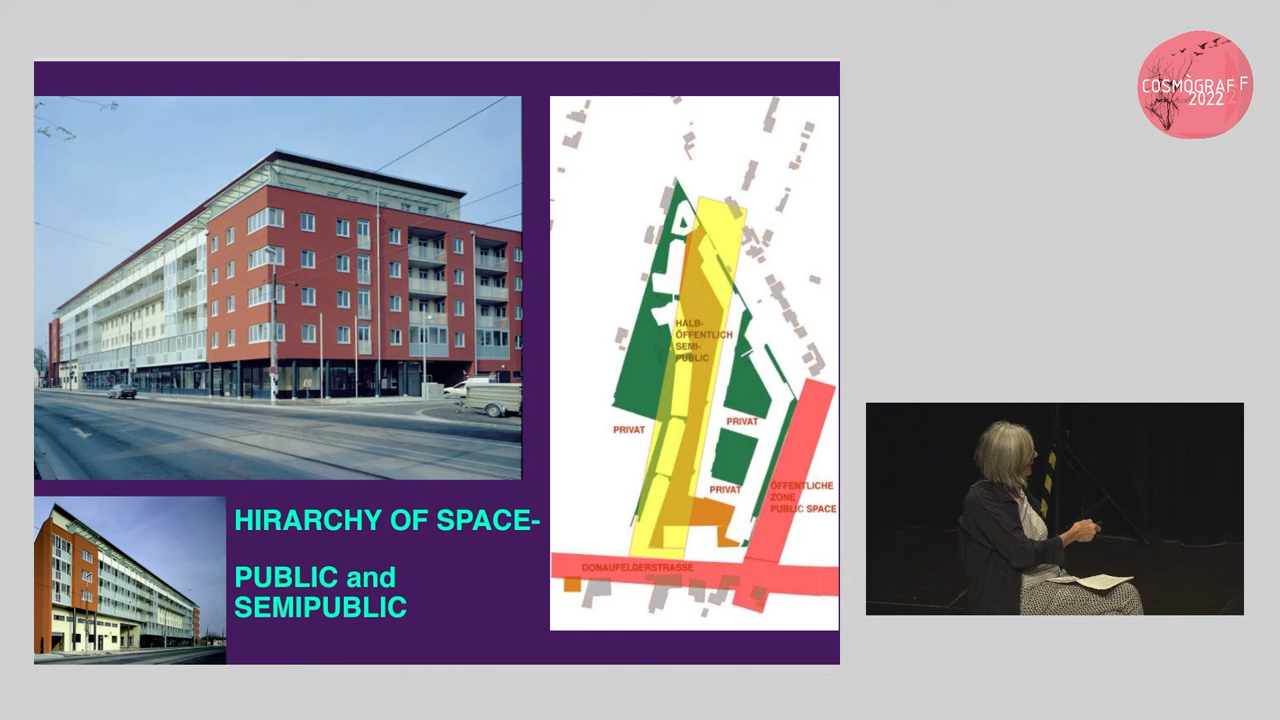 COSMÒGRAF F
2022
HALB-
ÖFFENTLICH
SEMI-
PUBLIC
PRIVAT
PRIVAT
PRIVAT
ÖFFENTLICHE
ZONE
PUBLIC SPACE
DONAUFELDERSTRASSE
HIRARCHY OF SPACE-
PUBLIC and
SEMIPUBLIC